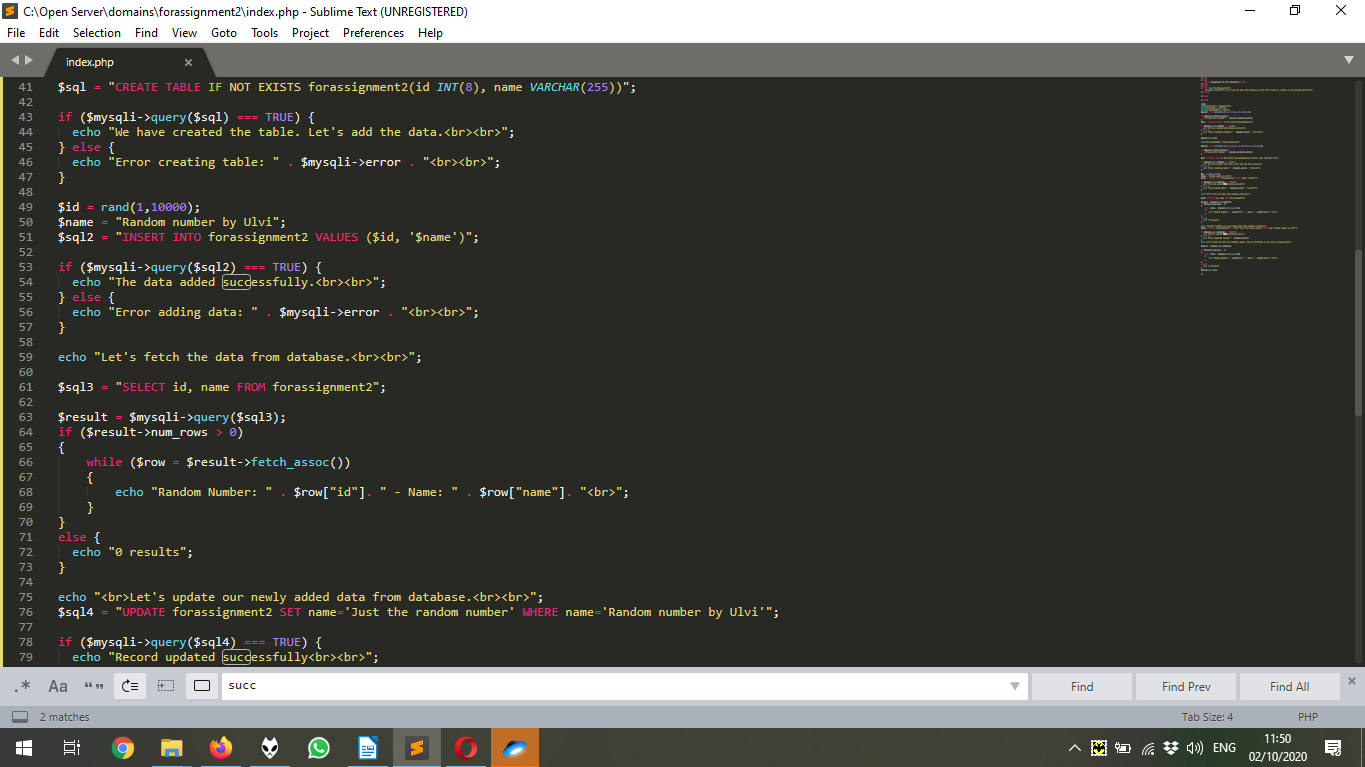 C:\Open Server\domains\forassignment2\index.php - Sublime Text (UNREGISTERED)
File Edit Selection Find View Goto Tools Project Preferences Help
index.php
41 $sql = "CREATE TABLE IF NOT EXISTS forassignment2(id INT(8), name VARCHAR(255))";
42
43 if ($mysqli->query($sql) === TRUE) {
44 echo "We have created the table. Let's add the data.<br><br>";
45 } else {
46 echo "Error creating table: " . $mysqli->error . "<br><br>";
47 }
48
49 $id = rand(1,10000);
50 $name = "Random number by Ulvi";
51 $sql2 = "INSERT INTO forassignment2 VALUES ($id, '$name')";
52
53 if ($mysqli->query($sql2) === TRUE) {
54 echo "The data added successfully.<br><br>";
55 } else {
56 echo "Error adding data: " . $mysqli->error . "<br><br>";
57 }
58
59 echo "Let's fetch the data from database.<br><br>";
60
61 $sql3 = "SELECT id, name FROM forassignment2";
62
63 $result = $mysqli->query($sql3);
64 if ($result->num_rows > 0)
65 {
66 while ($row = $result->fetch_assoc())
67 {
68 echo "Random Number: " . $row["id"]. " - Name: " . $row["name"]. "<br>";
69 }
70 }
71 else {
72 echo "0 results";
73 }
74
75 echo "<br>Let's update our newly added data from database.<br><br>";
76 $sql4 = "UPDATE forassignment2 SET name='Just the random number' WHERE name='Random number by Ulvi'";
77
78 if ($mysqli->query($sql4) === TRUE) {
79 echo "Record updated successfully<br><br>";
.* Aa “” succ Find Find Prev Find All
2 matches Tab Size: 4 PHP
ENG
11:50
02/10/2020